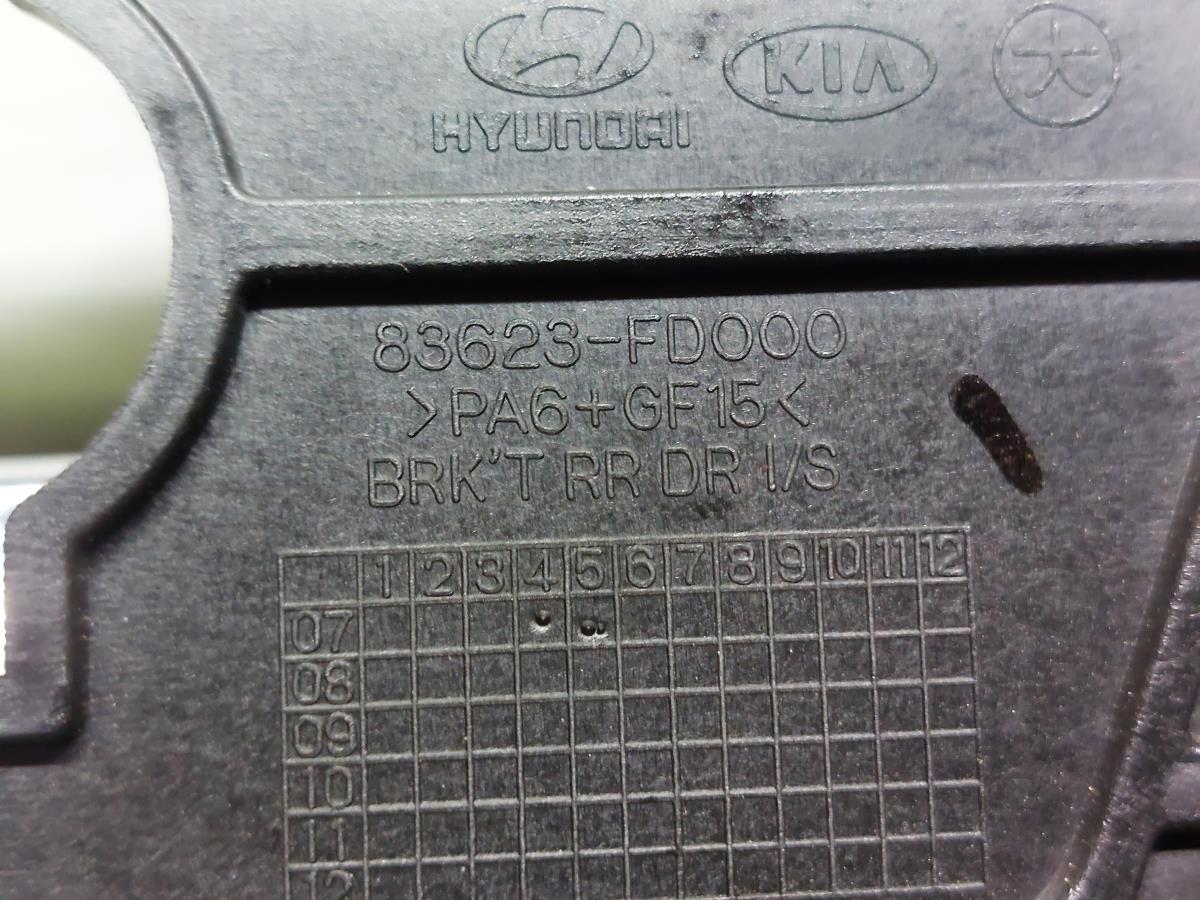 HYUNDAI KIA 大
83623-FD000
>PA6+GF15<
BRK'T RR DR I/S
1 2 3 4 5 6 7 8 9 10 11 12
07
08
09
10
11
12